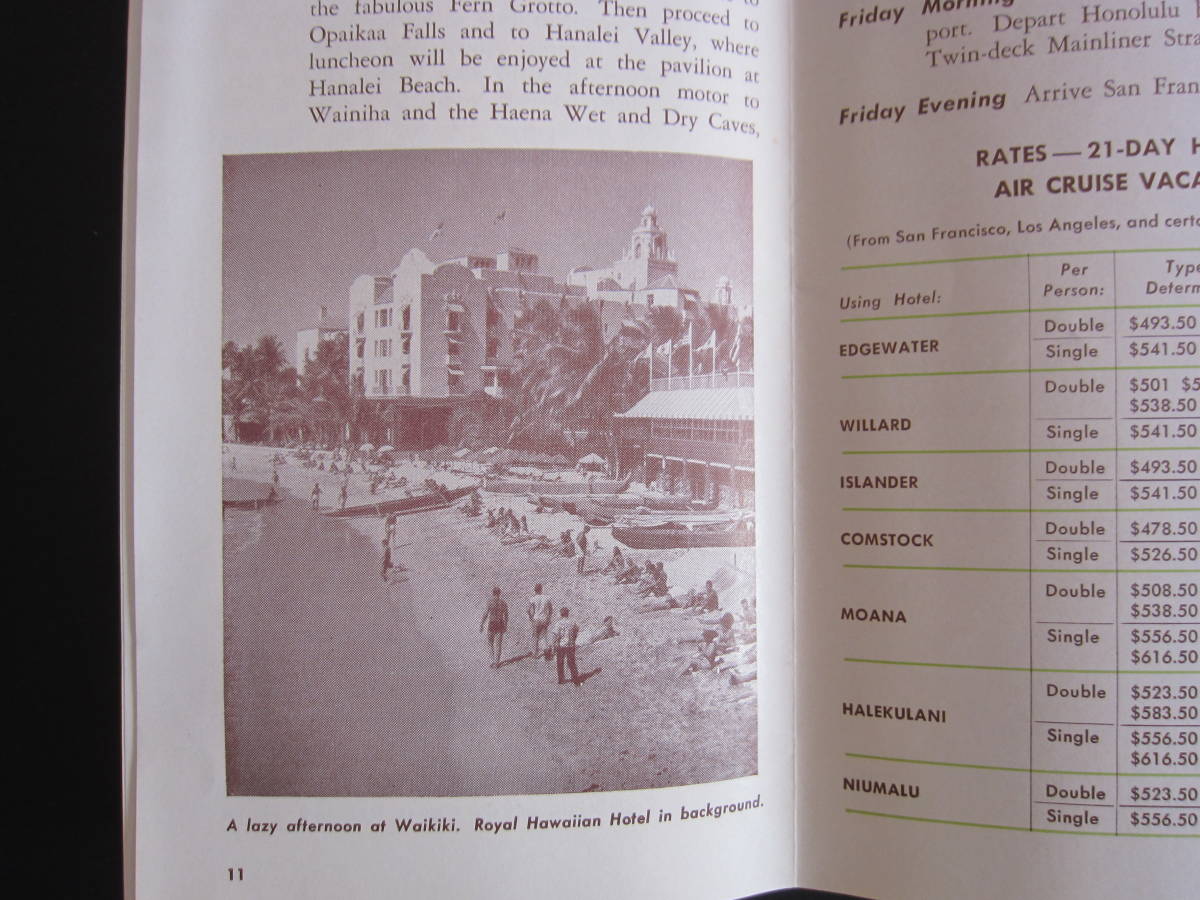 the fabulous Fern Grotto. Then proceed to
Opaikaa Falls and to Hanalei Valley, where
luncheon will be enjoyed at the pavilion at
Hanalei Beach. In the afternoon motor to
Wainiha and the Haena Wet and Dry Caves,
A lazy afternoon at Waikiki. Royal Hawaiian Hotel in background.
11
Friday Morning
port. Depart Honolulu
Twin-deck Mainliner Stra
Friday Evening Arrive San Fran
RATES — 21-DAY H
AIR CRUISE VACA
(From San Francisco, Los Angeles, and certa
Using Hotel: Per Person: Type Determ
EDGEWATER Double $493.50
Single $541.50
WILLARD Double $501 $5
$538.50
Single $541.50
ISLANDER Double $493.50
Single $541.50
COMSTOCK Double $478.50
Single $526.50
MOANA Double $508.50
$538.50
Single $556.50
$616.50
HALEKULANI Double $523.50
$583.50
Single $556.50
$616.50
NIUMALU Double $523.50
Single $556.50